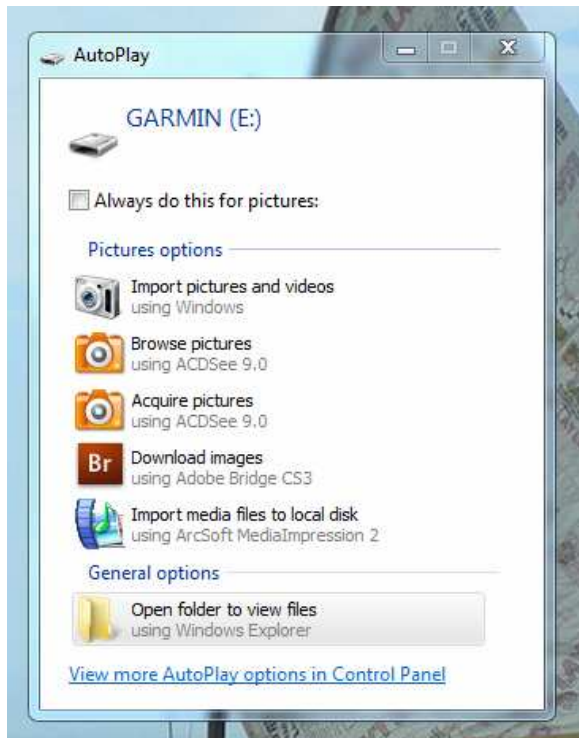 AutoPlay
GARMIN (E:)
Always do this for pictures:
Pictures options
Import pictures and videos
using Windows
Browse pictures
using ACDSee 9.0
Acquire pictures
using ACDSee 9.0
Br
Download images
using Adobe Bridge CS3
Import media files to local disk
using ArcSoft MediaImpression 2
General options
Open folder to view files
using Windows Explorer
View more AutoPlay options in Control Panel